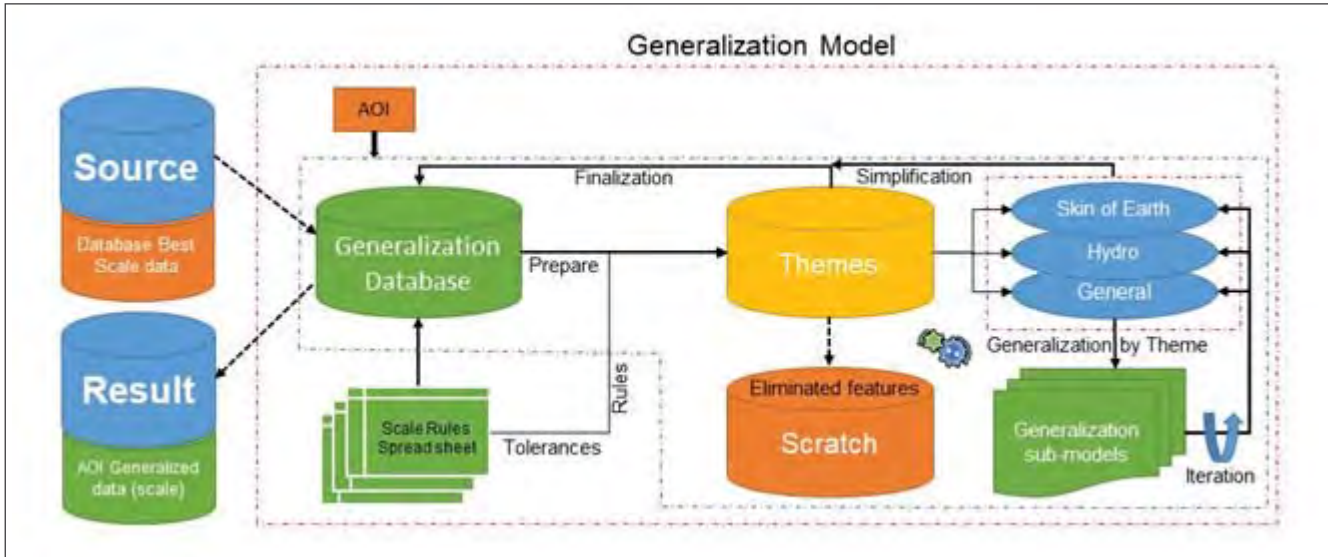 Generalization Model
AOI
Source
Database Best
Scale data
Finalization
Simplification
Skin of Earth
Hydro
General
Generalization
Database
Prepare
Themes
Generalization by Theme
Result
AOI Generalized
data (scale)
Scale Rules
Spread sheet
Tolerances
Rules
Eliminated features
Scratch
Generalization
sub-models
Iteration